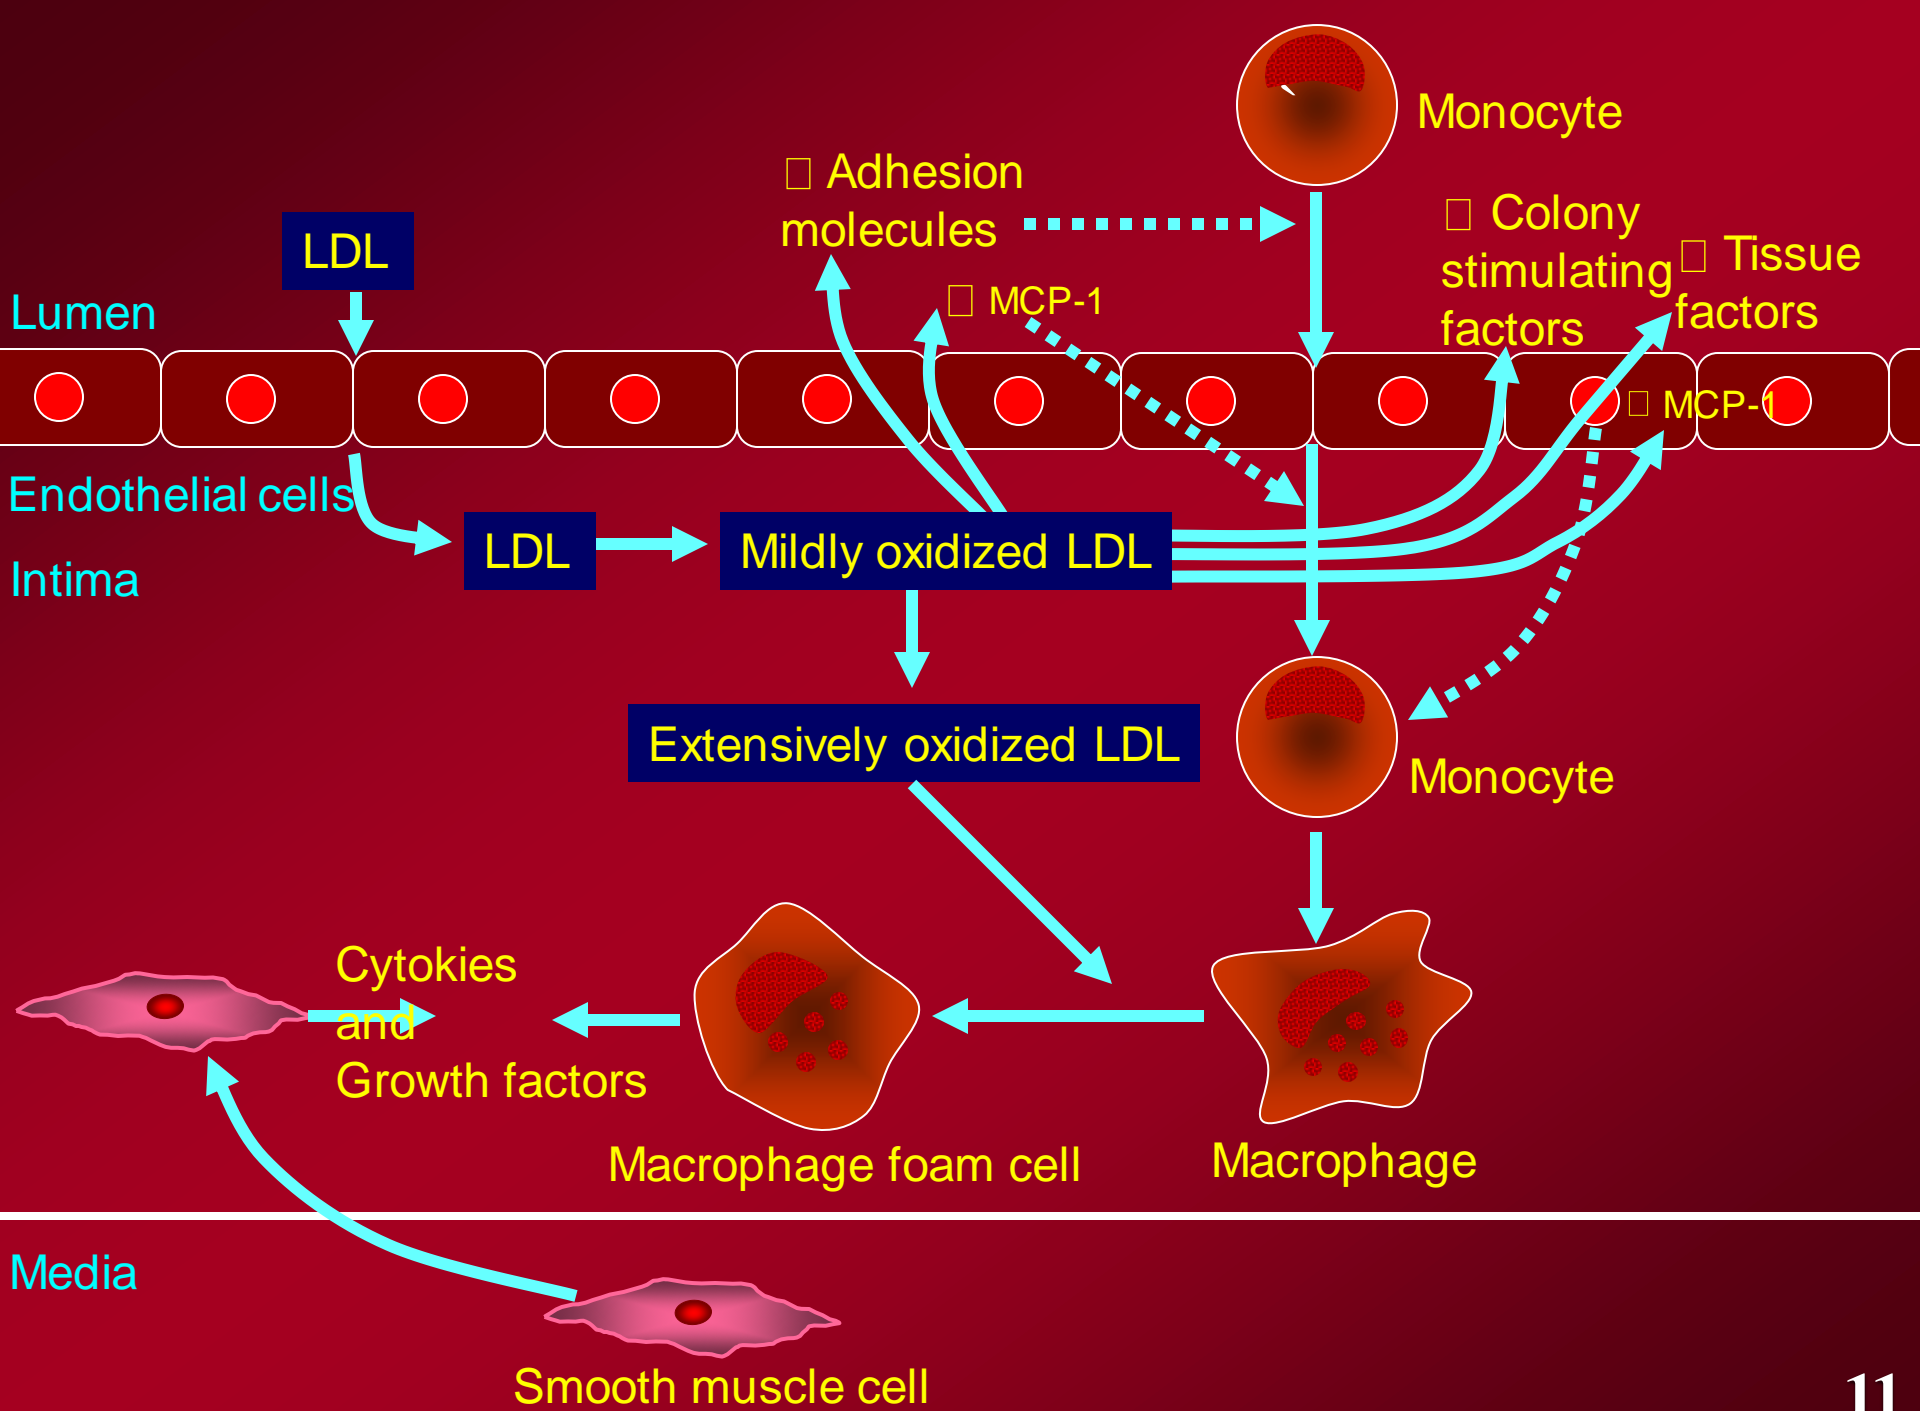 Monocyte
□ Adhesion
molecules
□ Colony
stimulating
factors
□ Tissue
factors
LDL
□ MCP-1
Lumen
□ MCP-1
Endothelial cells
LDL
Mildly oxidized LDL
Intima
Extensively oxidized LDL
Monocyte
Cytokies
and
Growth factors
Macrophage foam cell
Macrophage
Media
Smooth muscle cell
11